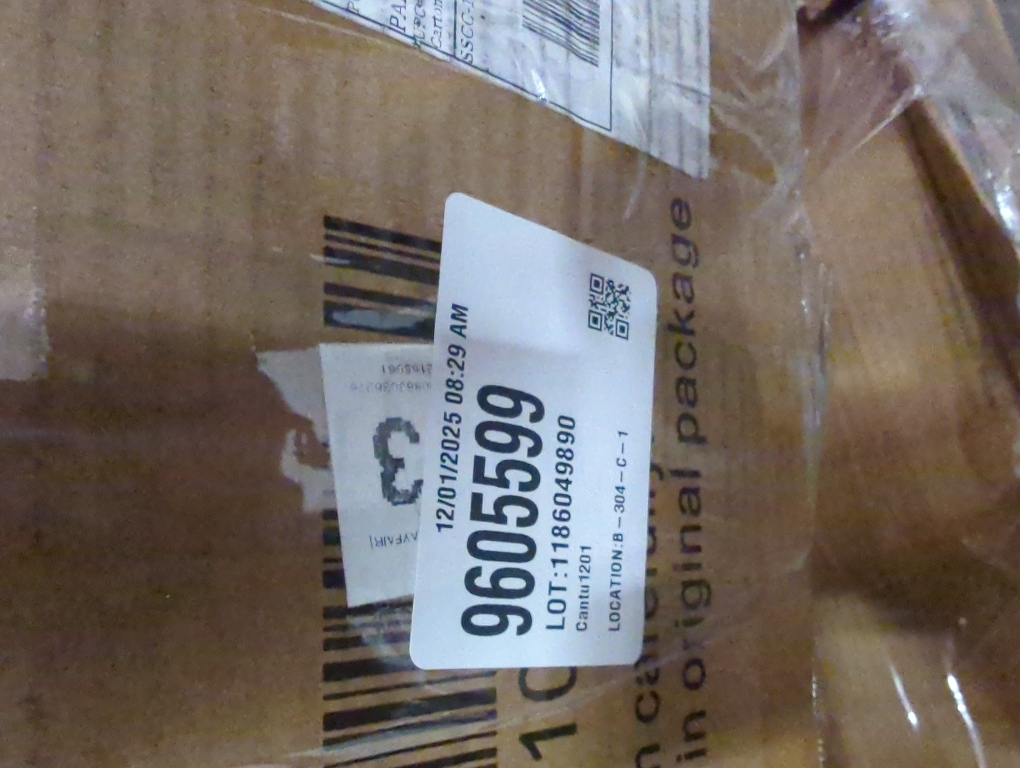 12/01/2025 08:29 AM
9605599
LOT:1186049890
Cantu1201
LOCATION:B-304-C-1
3
in original package